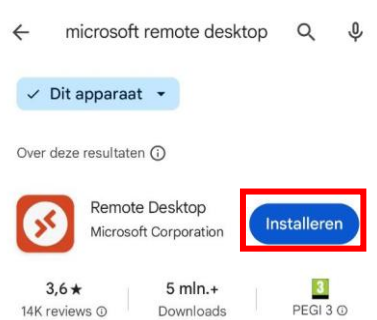 microsoft remote desktop
Dit apparaat
Over deze resultaten
Remote Desktop
Microsoft Corporation
Installeren
3,6★
14K reviews
5 mln.+
Downloads
3
PEGI 3